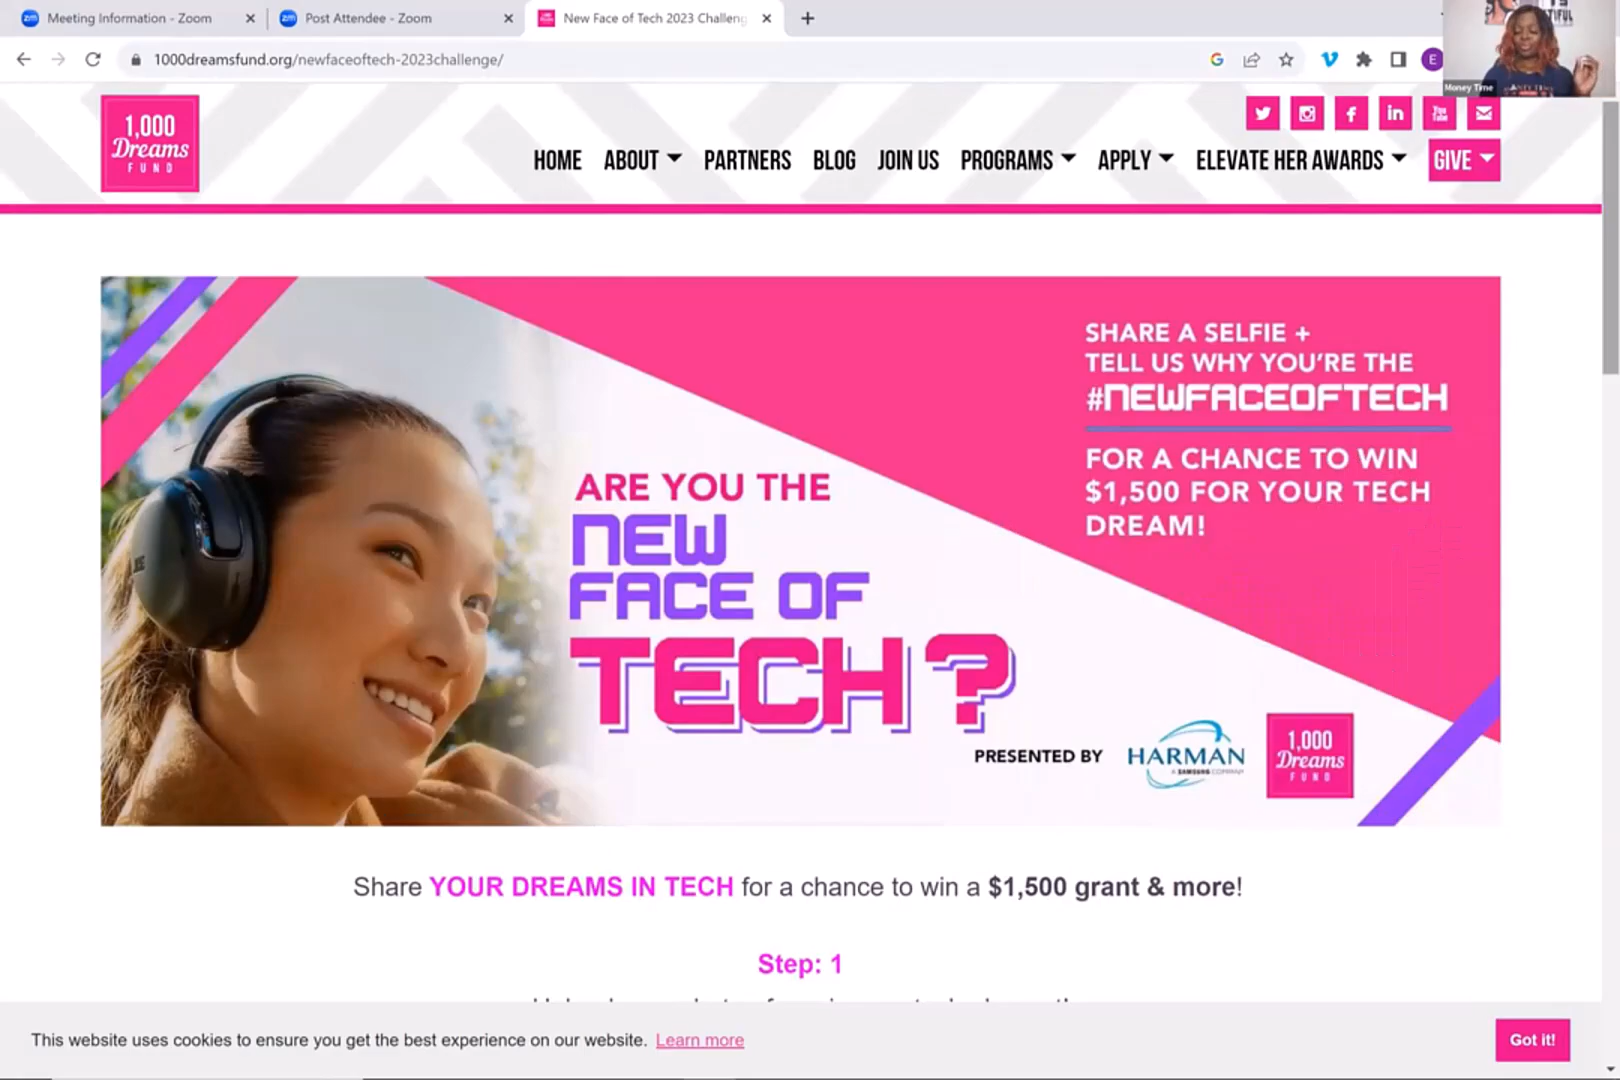 Meeting Information - Zoom
Post Attendee - Zoom
New Face of Tech 2023 Challeng
1000dreamsfund.org/newfaceoftech-2023challenge/
E
Money Time
1,000
Dreams
FUND
HOME ABOUT PARTNERS BLOG JOIN US PROGRAMS APPLY ELEVATE HER AWARDS GIVE
SHARE A SELFIE +
TELL US WHY YOU'RE THE
#NEWFACEOFTECH
FOR A CHANCE TO WIN
$1,500 FOR YOUR TECH
DREAM!
ARE YOU THE
NEW
FACE OF
TECH?
PRESENTED BY
HARMAN
A SAMSUNG COMPANY
1,000
Dreams
FUND
Share YOUR DREAMS IN TECH for a chance to win a $1,500 grant & more!
Step: 1
This website uses cookies to ensure you get the best experience on our website. Learn more
Got it!